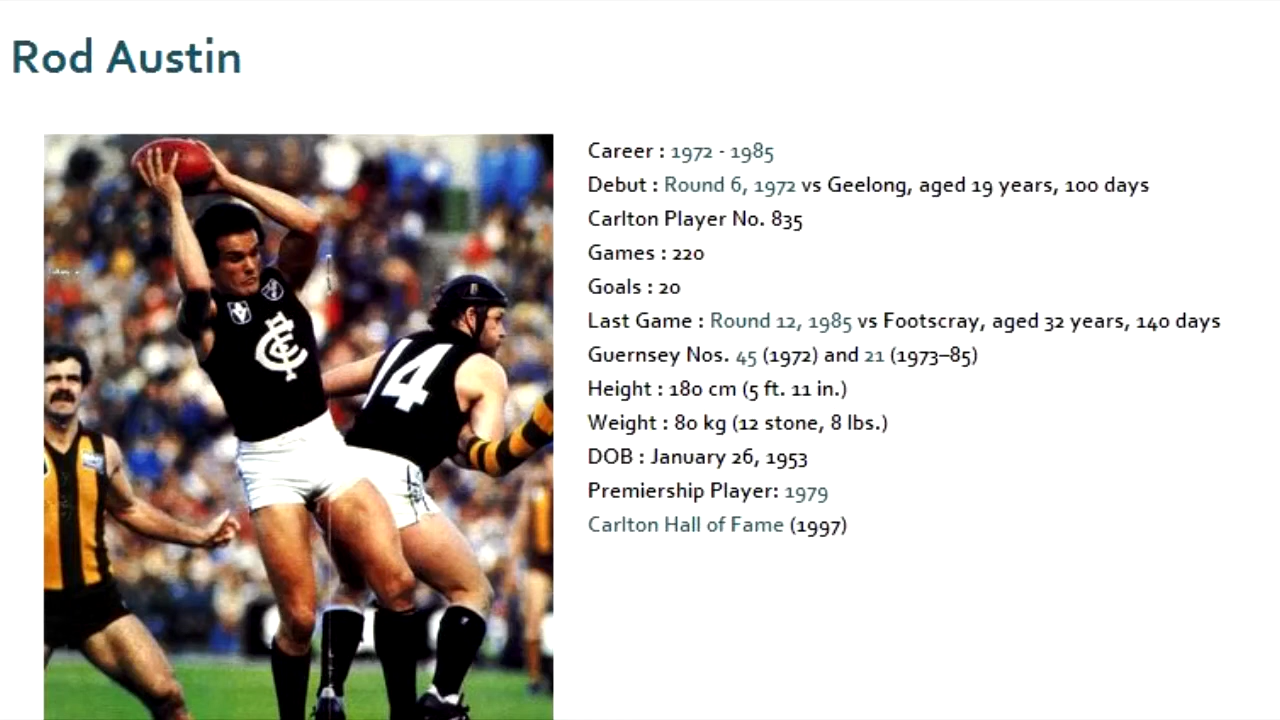 Rod Austin
Career : 1972 - 1985
Debut : Round 6, 1972 vs Geelong, aged 19 years, 100 days
Carlton Player No. 835
Games : 220
Goals : 20
Last Game : Round 12, 1985 vs Footscray, aged 32 years, 140 days
Guernsey Nos. 45 (1972) and 21 (1973–85)
Height : 180 cm (5 ft. 11 in.)
Weight : 80 kg (12 stone, 8 lbs.)
DOB : January 26, 1953
Premiership Player: 1979
Carlton Hall of Fame (1997)
CFC
14